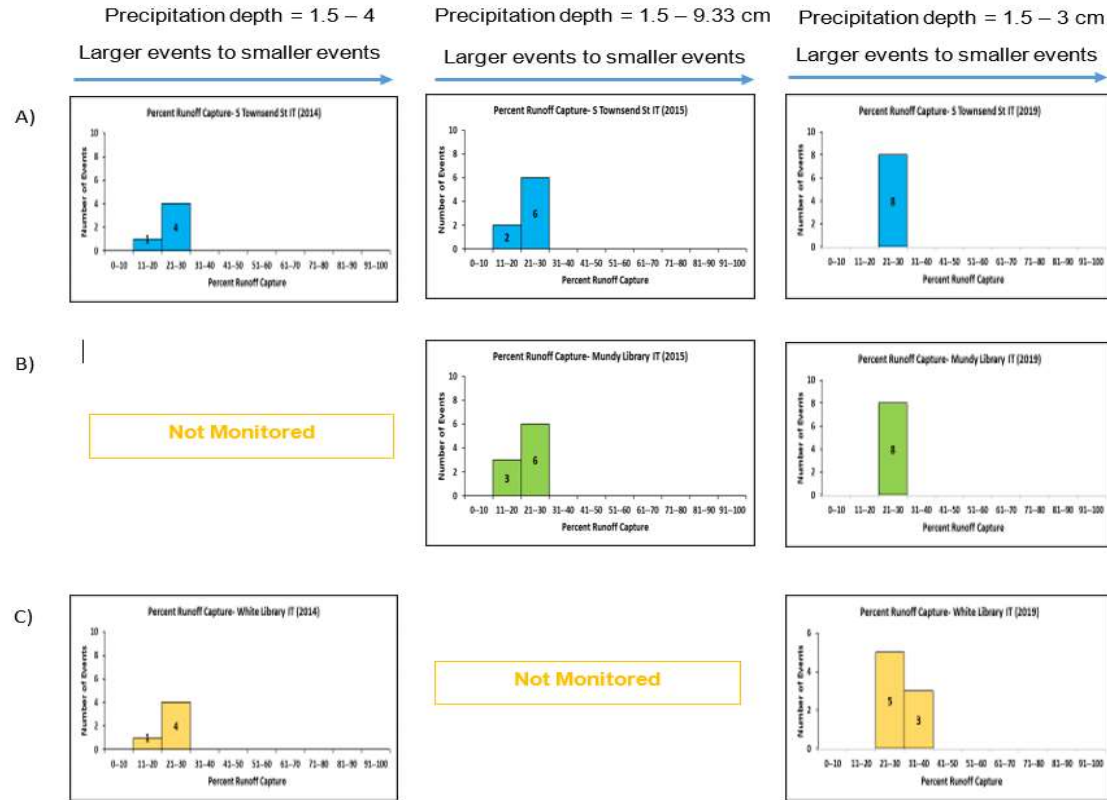 Precipitation depth = 1.5 – 4
Larger events to smaller events
Precipitation depth = 1.5 – 9.33 cm
Larger events to smaller events
Precipitation depth = 1.5 – 3 cm
Larger events to smaller events
A)
Percent Runoff Capture- S Townsend St IT (2014)
Number of Events
10
8
6
4
2
0
1
4
0–10 11–20 21–30 31–40 41–50 51–60 61–70 71–80 81–90 91–100
Percent Runoff Capture
Percent Runoff Capture- S Townsend St IT (2015)
Number of Events
10
8
6
4
2
0
2
6
0–10 11–20 21–30 31–40 41–50 51–60 61–70 71–80 81–90 91–100
Percent Runoff Capture
Percent Runoff Capture- S Townsend St IT (2019)
Number of Events
10
8
6
4
2
0
8
0–10 11–20 21–30 31–40 41–50 51–60 61–70 71–80 81–90 91–100
Percent Runoff Capture
B)
Not Monitored
Percent Runoff Capture- Mundy Library IT (2015)
Number of Events
10
8
6
4
2
0
3
6
0–10 11–20 21–30 31–40 41–50 51–60 61–70 71–80 81–90 91–100
Percent Runoff Capture
Percent Runoff Capture- Mundy Library IT (2019)
Number of Events
10
8
6
4
2
0
8
0–10 11–20 21–30 31–40 41–50 51–60 61–70 71–80 81–90 91–100
Percent Runoff Capture
C)
Percent Runoff Capture- White Library IT (2014)
Number of Events
10
8
6
4
2
0
1
4
0–10 11–20 21–30 31–40 41–50 51–60 61–70 71–80 81–90 91–100
Percent Runoff Capture
Not Monitored
Percent Runoff Capture- White Library IT (2019)
Number of Events
6
4
2
0
5
3
0–10 11–20 21–30 31–40 41–50 51–60 61–70 71–80 81–90 91–100
Percent Runoff Capture